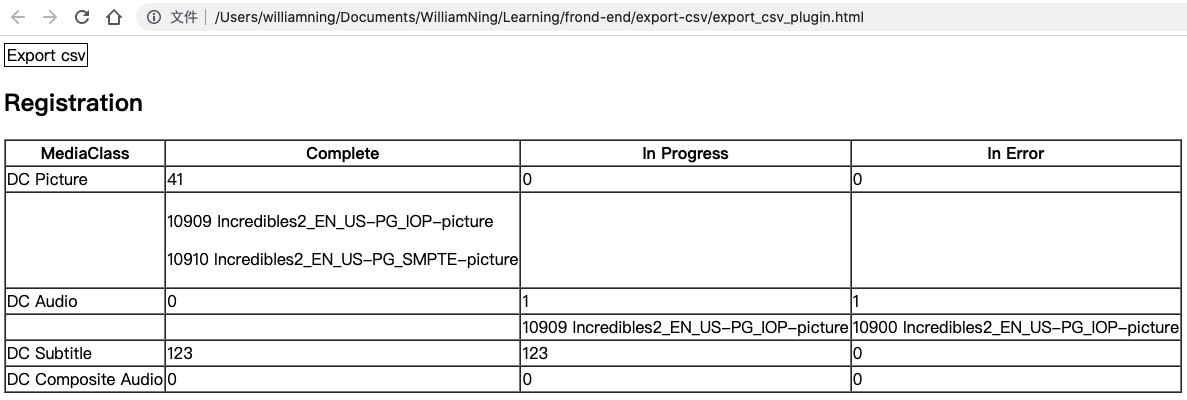 文件 /Users/williamning/Documents/WilliamNing/Learning/frond-end/export-csv/export_csv_plugin.html
Export csv
Registration
MediaClass Complete In Progress In Error
DC Picture 41 0 0
10909 Incredibles2_EN_US-PG_IOP-picture
10910 Incredibles2_EN_US-PG_SMPTE-picture
DC Audio 0 1 1
10909 Incredibles2_EN_US-PG_IOP-picture 10900 Incredibles2_EN_US-PG_IOP-picture
DC Subtitle 123 123 0
DC Composite Audio 0 0 0